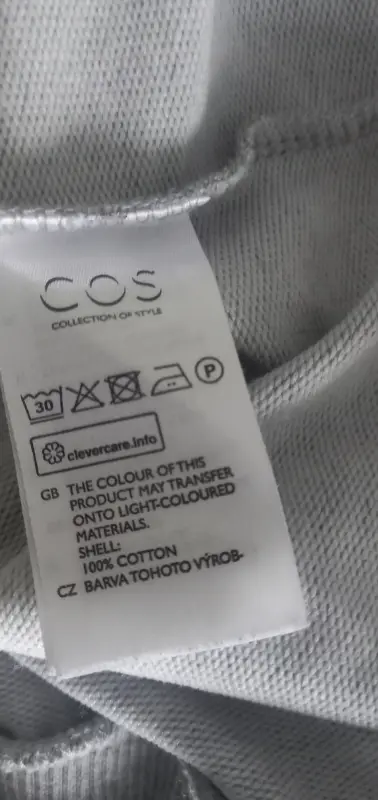 COS
COLLECTION OF STYLE
30
P
clevercare.info
GB THE COLOUR OF THIS
PRODUCT MAY TRANSFER
ONTO LIGHT-COLOURED
MATERIALS.
SHELL:
100% COTTON
CZ BARVA TOHOTO VÝROB-